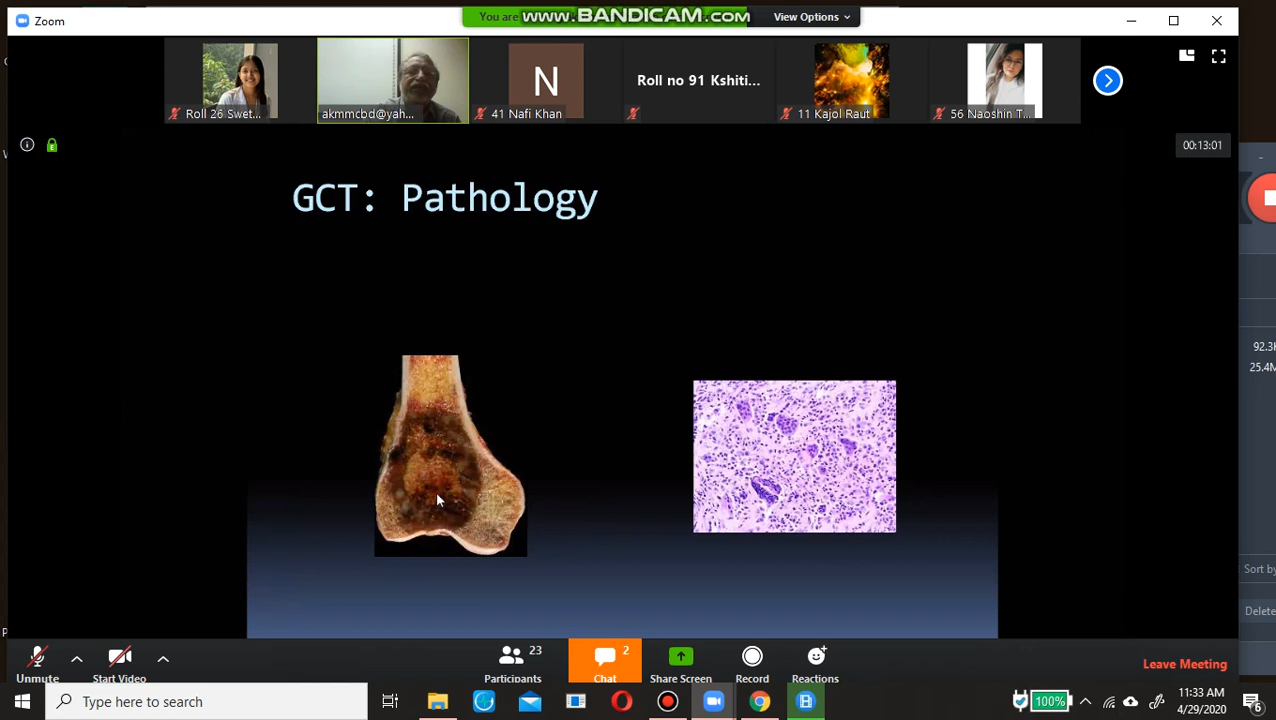 Zoom
You are
www.BANDICAM.com
View Options
Roll 26 Swet...
akmmcbd@yah...
N
41 Nafi Khan
Roll no 91 Kshiti...
11 Kajol Raut
56 Naoshin T...
00:13:01
GCT: Pathology
92.3
25.4M
Sort by
Delete
Unmute
Start Video
23
Participants
2
Chat
Share Screen
Record
Reactions
Leave Meeting
Type here to search
100%
11:33 AM
4/29/2020
6